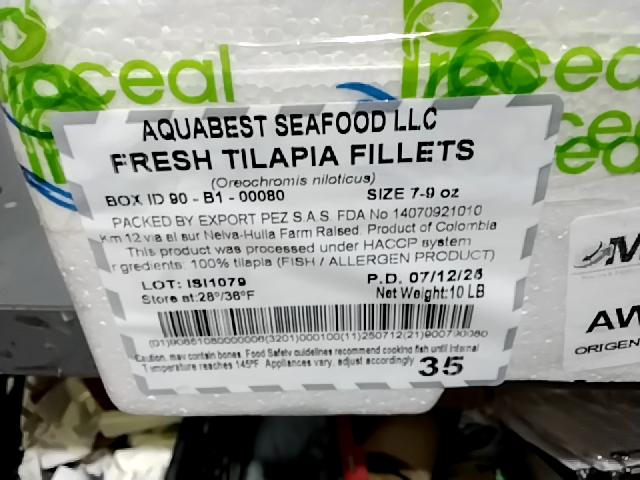 roceal
AQUABEST SEAFOOD LLC
FRESH TILAPIA FILLETS
(Oreochromis niloticus)
BOX ID 90 - B1 - 00080 SIZE 7-9 oz
PACKED BY EXPORT PEZ S.A.S. FDA No 14070921010
Km 12 via al sur Neiva-Huila Farm Raised. Product of Colombia
This product was processed under HACCP system
gredients: 100% tilapia (FISH / ALLERGEN PRODUCT)
LOT: ISI1079 P.D. 07/12/25
Store at:28°/36°F Net Weight:10 LB
Caution, may contain bones. Food Safety guidelines recommend cooking fish until internal
Temperature reaches 145°F Appliances vary, adjust accordingly 35
AW
ORIGEN